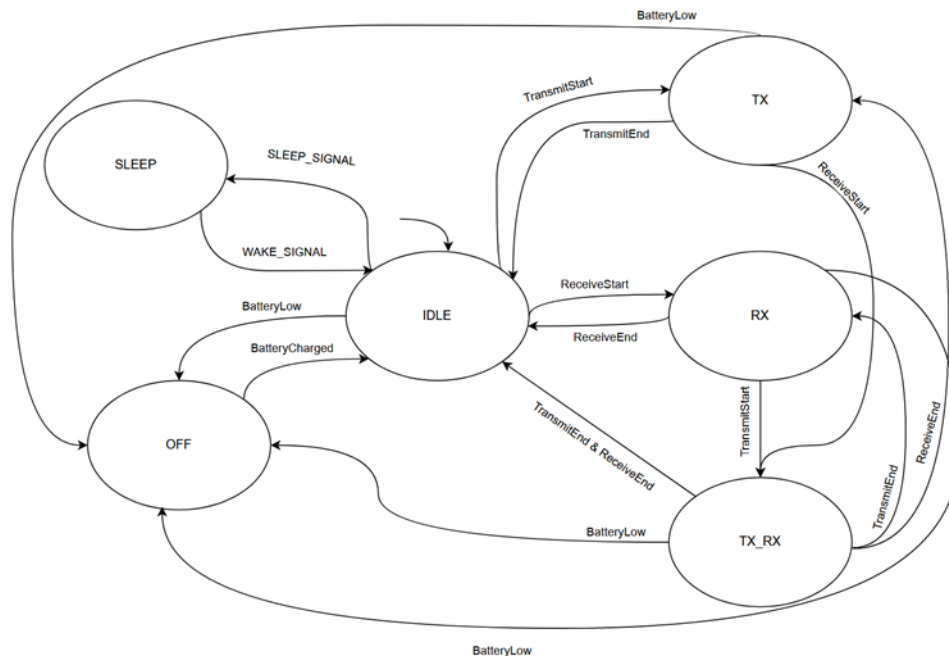 BatteryLow
TX
TransmitStart
TransmitEnd
SLEEP
SLEEP_SIGNAL
ReceiveStart
WAKE_SIGNAL
ReceiveStart
BatteryLow
IDLE
RX
ReceiveEnd
BatteryCharged
TransmitStart
TransmitEnd & ReceiveEnd
ReceiveEnd
OFF
TransmitEnd
BatteryLow
TX_RX
BatteryLow